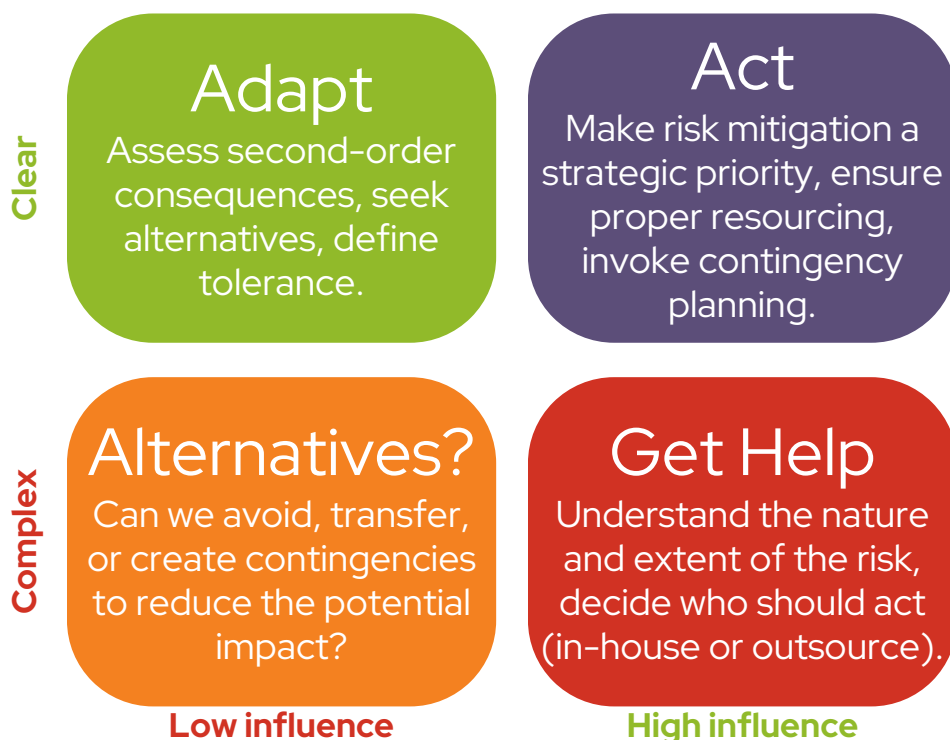 Clear
Adapt
Assess second-order
consequences, seek
alternatives, define
tolerance.
Act
Make risk mitigation a
strategic priority, ensure
proper resourcing,
invoke contingency
planning.
Complex
Alternatives?
Can we avoid, transfer,
or create contingencies
to reduce the potential
impact?
Get Help
Understand the nature
and extent of the risk,
decide who should act
(in-house or outsource).
Low influence
High influence